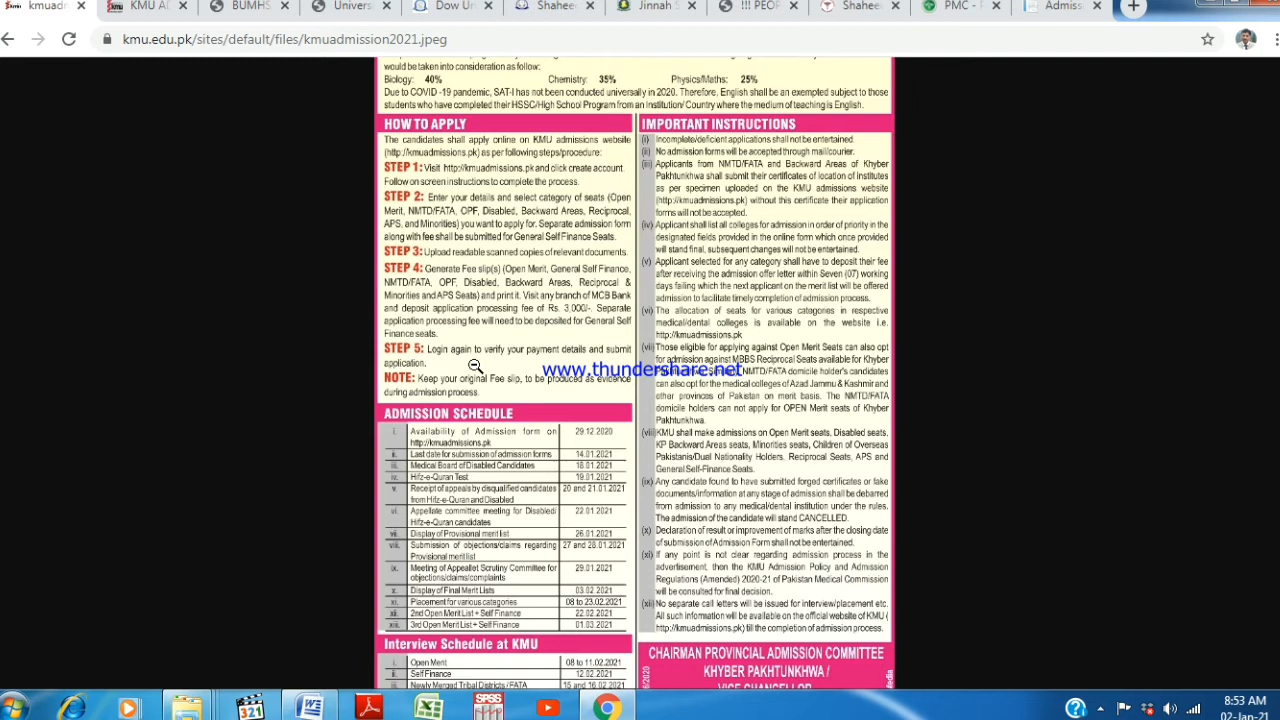 kmuadm
KMU AD
BUMHS
Univers
Dow Un
Shahee
Jinnah S
!!! PEOP
Shahee
PMC - P
Admiss
kmu.edu.pk/sites/default/files/kmuadmission2021.jpeg
would be taken into consideration as follow:
Biology: 40% Chemistry: 35% Physics/Maths: 25%
Due to COVID -19 pandemic, SAT-I has not been conducted universally in 2020. Therefore, English shall be an exempted subject to those
students who have completed their HSSC/High School Program from an Institution/ Country where the medium of teaching is English.
HOW TO APPLY
The candidates shall apply online on KMU admissions website
(http://kmuadmissions.pk) as per following steps/procedure:
STEP 1: Visit http://kmuadmissions.pk and click create account.
Follow on screen instructions to complete the process.
STEP 2: Enter your details and select category of seats (Open
Merit, NMTD/FATA, OPF, Disabled, Backward Areas, Reciprocal,
APS, and Minorities) you want to apply for. Separate admission form
along with fee shall be submitted for General Self Finance Seats.
STEP 3: Upload readable scanned copies of relevant documents.
STEP 4: Generate Fee slip(s) (Open Merit, General Self Finance,
NMTD/FATA, OPF, Disabled, Backward Areas, Reciprocal &
Minorities and APS Seats) and print it. Visit any branch of MCB Bank
and deposit application processing fee of Rs. 3,000/-. Separate
application processing fee will need to be deposited for General Self
Finance seats.
STEP 5: Login again to verify your payment details and submit
application.
NOTE: Keep your original Fee slip, to be produced as evidence
during admission process.
ADMISSION SCHEDULE
i. Availability of Admission form on 29.12.2020
http://kmuadmissions.pk
ii. Last date for submission of admission forms 14.01.2021
iii. Medical Board of Disabled Candidates 18.01.2021
iv. Hifz-e-Quran Test 19.01.2021
v. Receipt of appeals by disqualified candidates 20 and 21.01.2021
from Hifz-e-Quran and Disabled
vi. Appellate committee meeting for Disabled/ 22.01.2021
Hifz-e-Quran candidates
vii. Display of Provisional merit list 26.01.2021
viii. Submission of objections/claims regarding 27 and 28.01.2021
Provisional merit list
ix. Meeting of Appeallet Scrutiny Committee for 29.01.2021
objections/claims/complaints
x. Display of Final Merit Lists 03.02.2021
xi. Placement for various categories 08 to 23.02.2021
xii. 2nd Open Merit List + Self Finance 22.02.2021
xiii. 3rd Open Merit List + Self Finance 01.03.2021
Interview Schedule at KMU
i. Open Merit 08 to 11.02.2021
ii. Self Finance 12.02.2021
iii. Newly Merged Tribal Districts / FATA 15 and 16.02.2021
IMPORTANT INSTRUCTIONS
(i) Incomplete/deficient applications shall not be entertained.
(ii) No admission forms will be accepted through mail/courier.
(iii) Applicants from NMTD/FATA and Backward Areas of Khyber
Pakhtunkhwa shall submit their certificates of location of institutes
as per specimen uploaded on the KMU admissions website
(http://kmuadmissions.pk) without this certificate their application
forms will not be accepted.
(iv) Applicant shall list all colleges for admission in order of priority in the
designated fields provided in the online form which once provided
will stand final, subsequent changes will not be entertained.
(v) Applicant selected for any category shall have to deposit their fee
after receiving the admission offer letter within Seven (07) working
days failing which the next applicant on the merit list will be offered
admission to facilitate timely completion of admission process.
(vi) The allocation of seats for various categories in respective
medical/dental colleges is available on the website i.e.
http://kmuadmissions.pk
(vii) Those eligible for applying against Open Merit Seats can also opt
for admission against MBBS Reciprocal Seats available for Khyber
NMTD/FATA domicile holder's candidates
can also opt for the medical colleges of Azad Jammu & Kashmir and
other provinces of Pakistan on merit basis. The NMTD/FATA
domicile holders can not apply for OPEN Merit seats of Khyber
Pakhtunkhwa.
(viii) KMU shall make admissions on Open Merit seats, Disabled seats,
KP Backward Areas seats, Minorities seats, Children of Overseas
Pakistanis/Dual Nationality Holders, Reciprocal Seats, APS and
General Self-Finance Seats.
(ix) Any candidate found to have submitted forged certificates or fake
documents/information at any stage of admission shall be debarred
from admission to any medical/dental institution under the rules.
The admission of the candidate will stand CANCELLED.
(x) Declaration of result or improvement of marks after the closing date
of submission of Admission Form shall not be entertained.
(xi) If any point is not clear regarding admission process in the
advertisement, then the KMU Admission Policy and Admission
Regulations (Amended) 2020-21 of Pakistan Medical Commission
will be consulted for final decision.
(xii) No separate call letters will be issued for interview/placement etc.
All such information will be available on the official website of KMU (
http://kmuadmissions.pk) till the completion of admission process.
CHAIRMAN PROVINCIAL ADMISSION COMMITTEE
KHYBER PAKHTUNKHWA /
VICE CHANCELLOR
www.thundershare.net
321
SPSS
8:53 AM
02-Jan-21